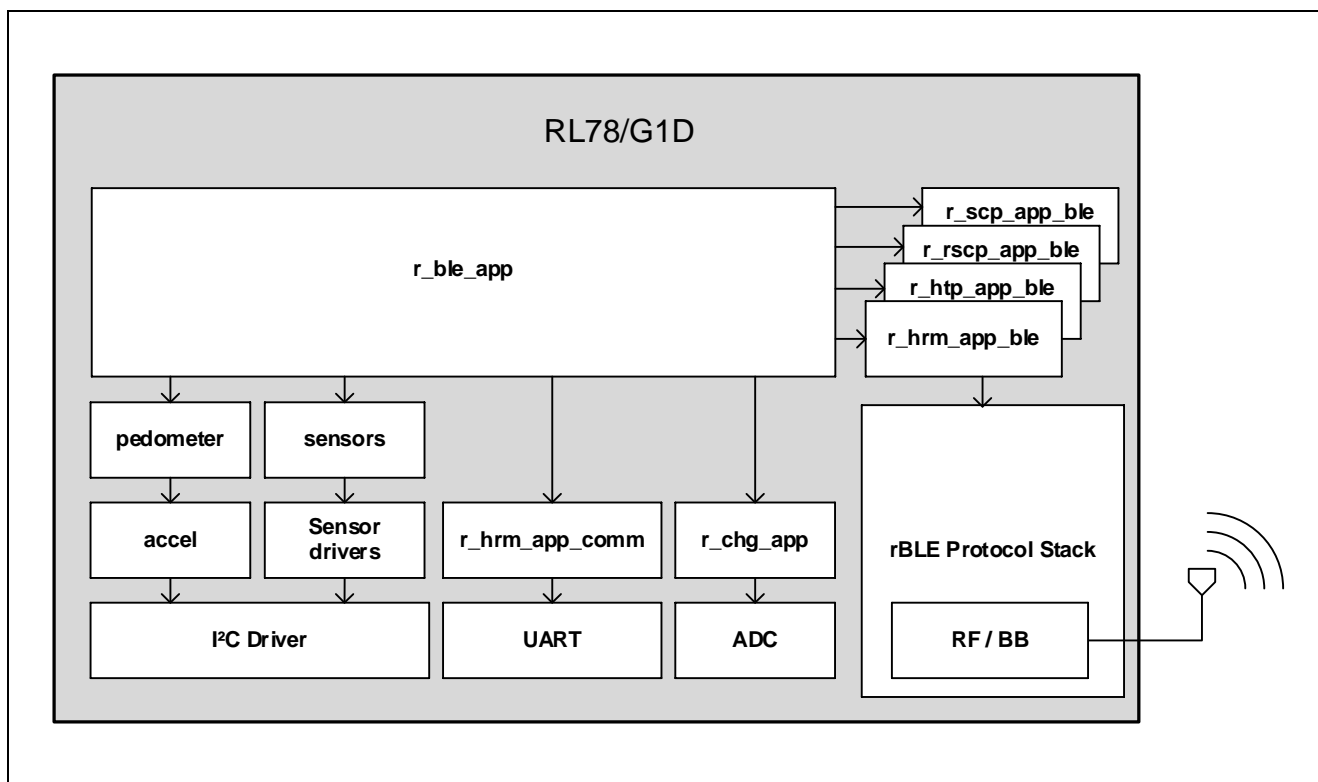 RL78/G1D
r_scp_app_ble
r_rscp_app_ble
r_ble_app
r_htp_app_ble
r_hrm_app_ble
pedometer
sensors
accel
Sensor
drivers
r_hrm_app_comm
r_chg_app
rBLE Protocol Stack
I²C Driver
UART
ADC
RF / BB